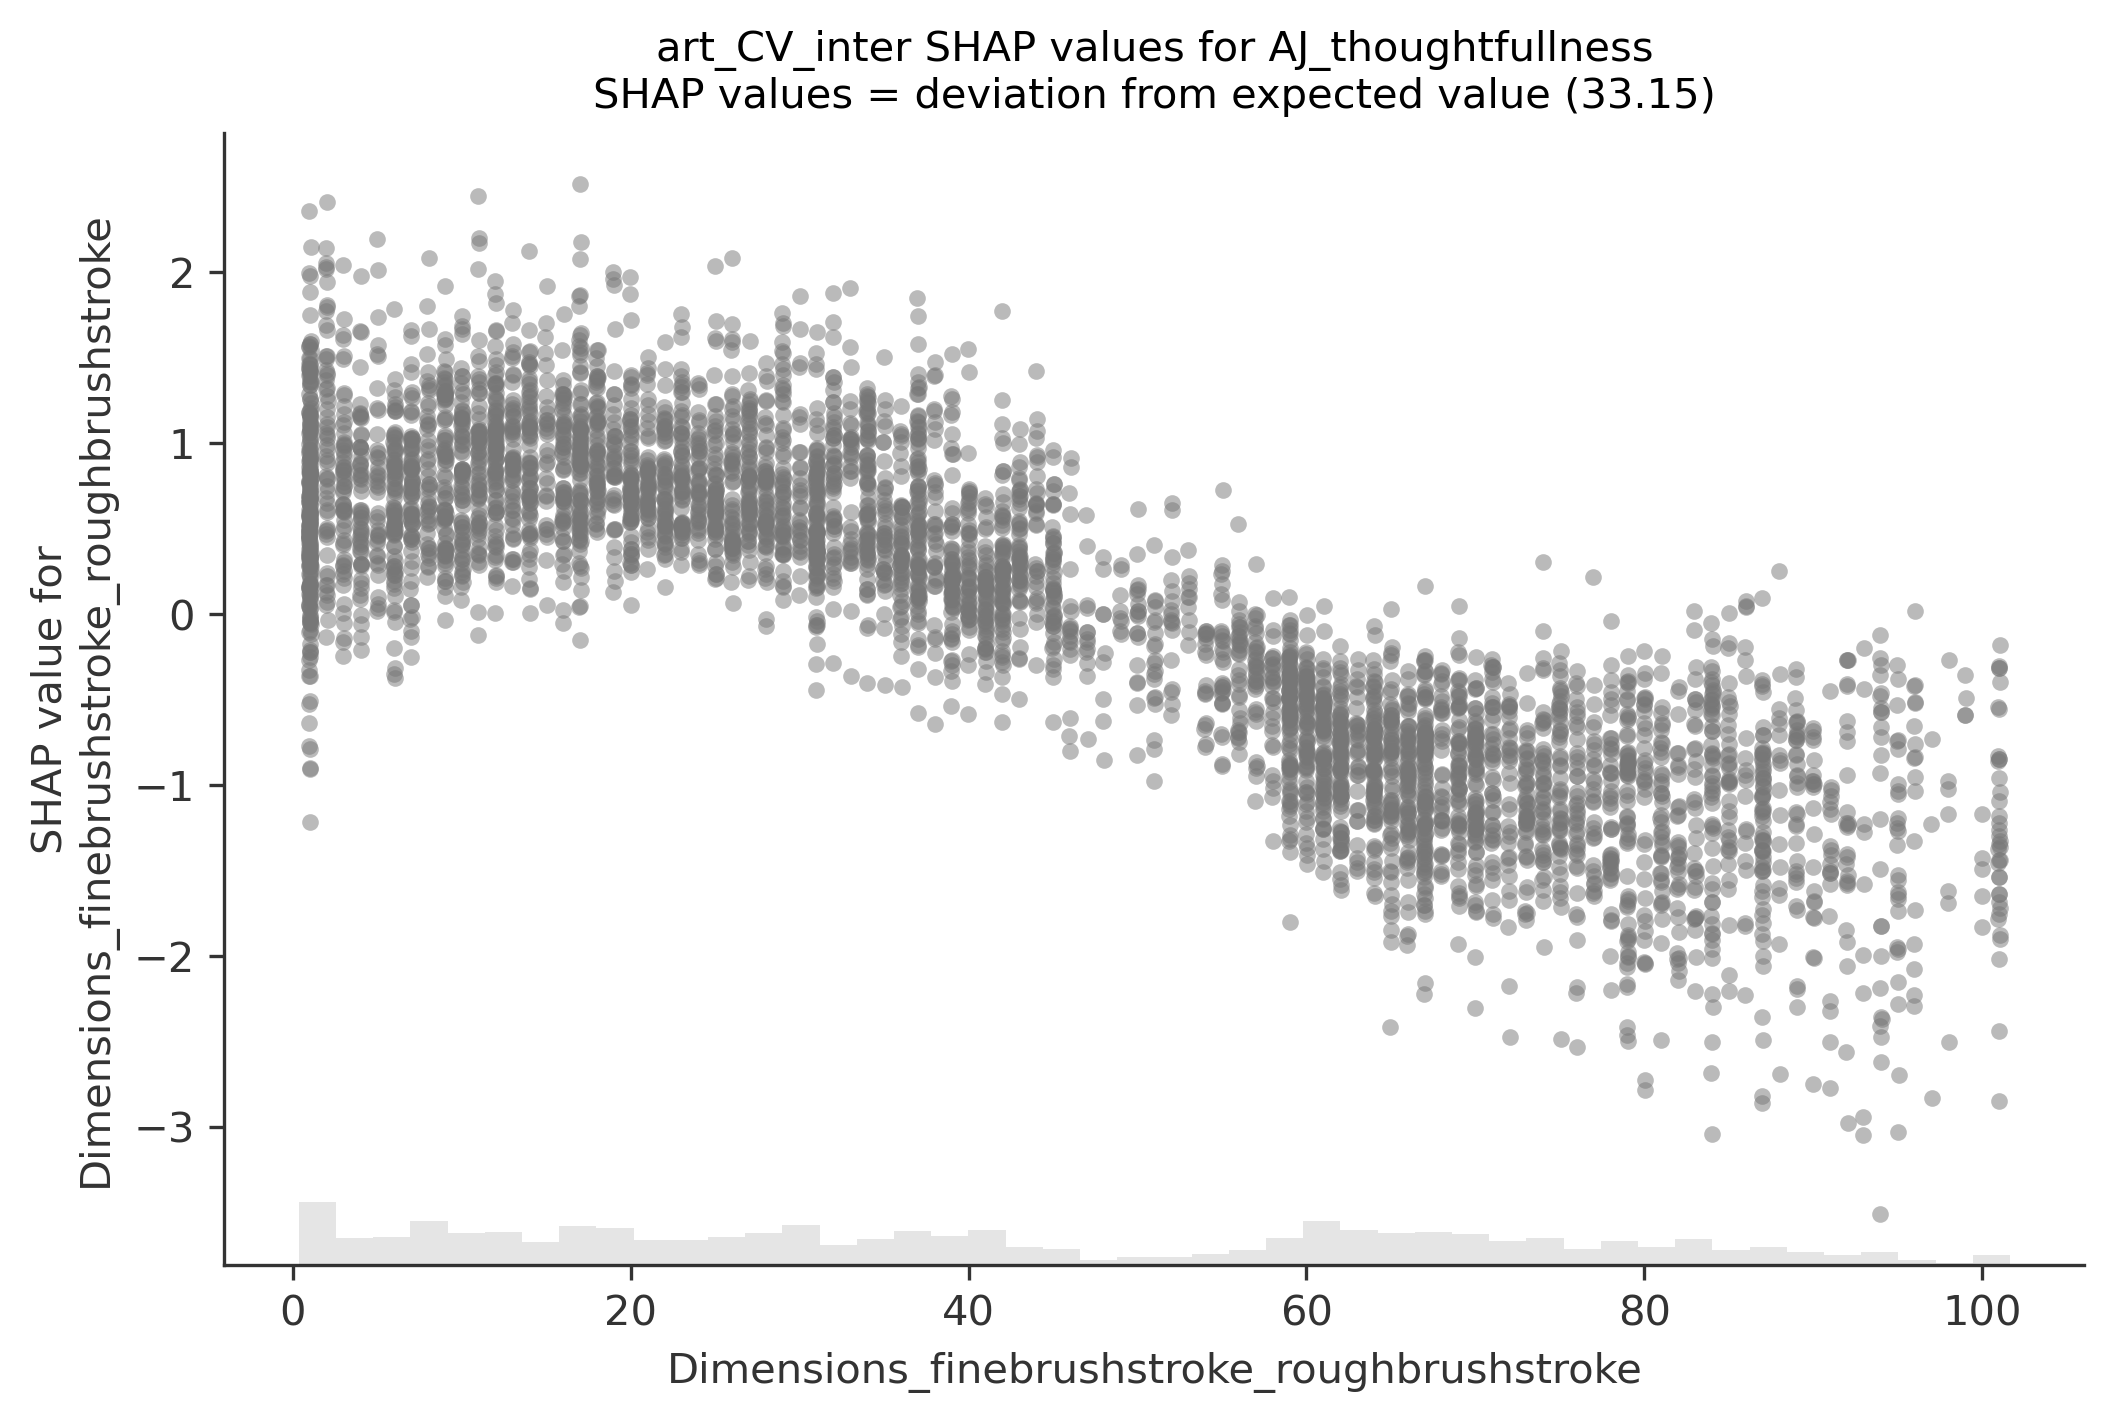 art_CV_inter SHAP values for AJ_thoughtfullness
SHAP values = deviation from expected value (33.15)
SHAP value for
Dimensions_finebrushstroke_roughbrushstroke
2
1
0
−1
−2
−3
0 20 40 60 80 100
Dimensions_finebrushstroke_roughbrushstroke